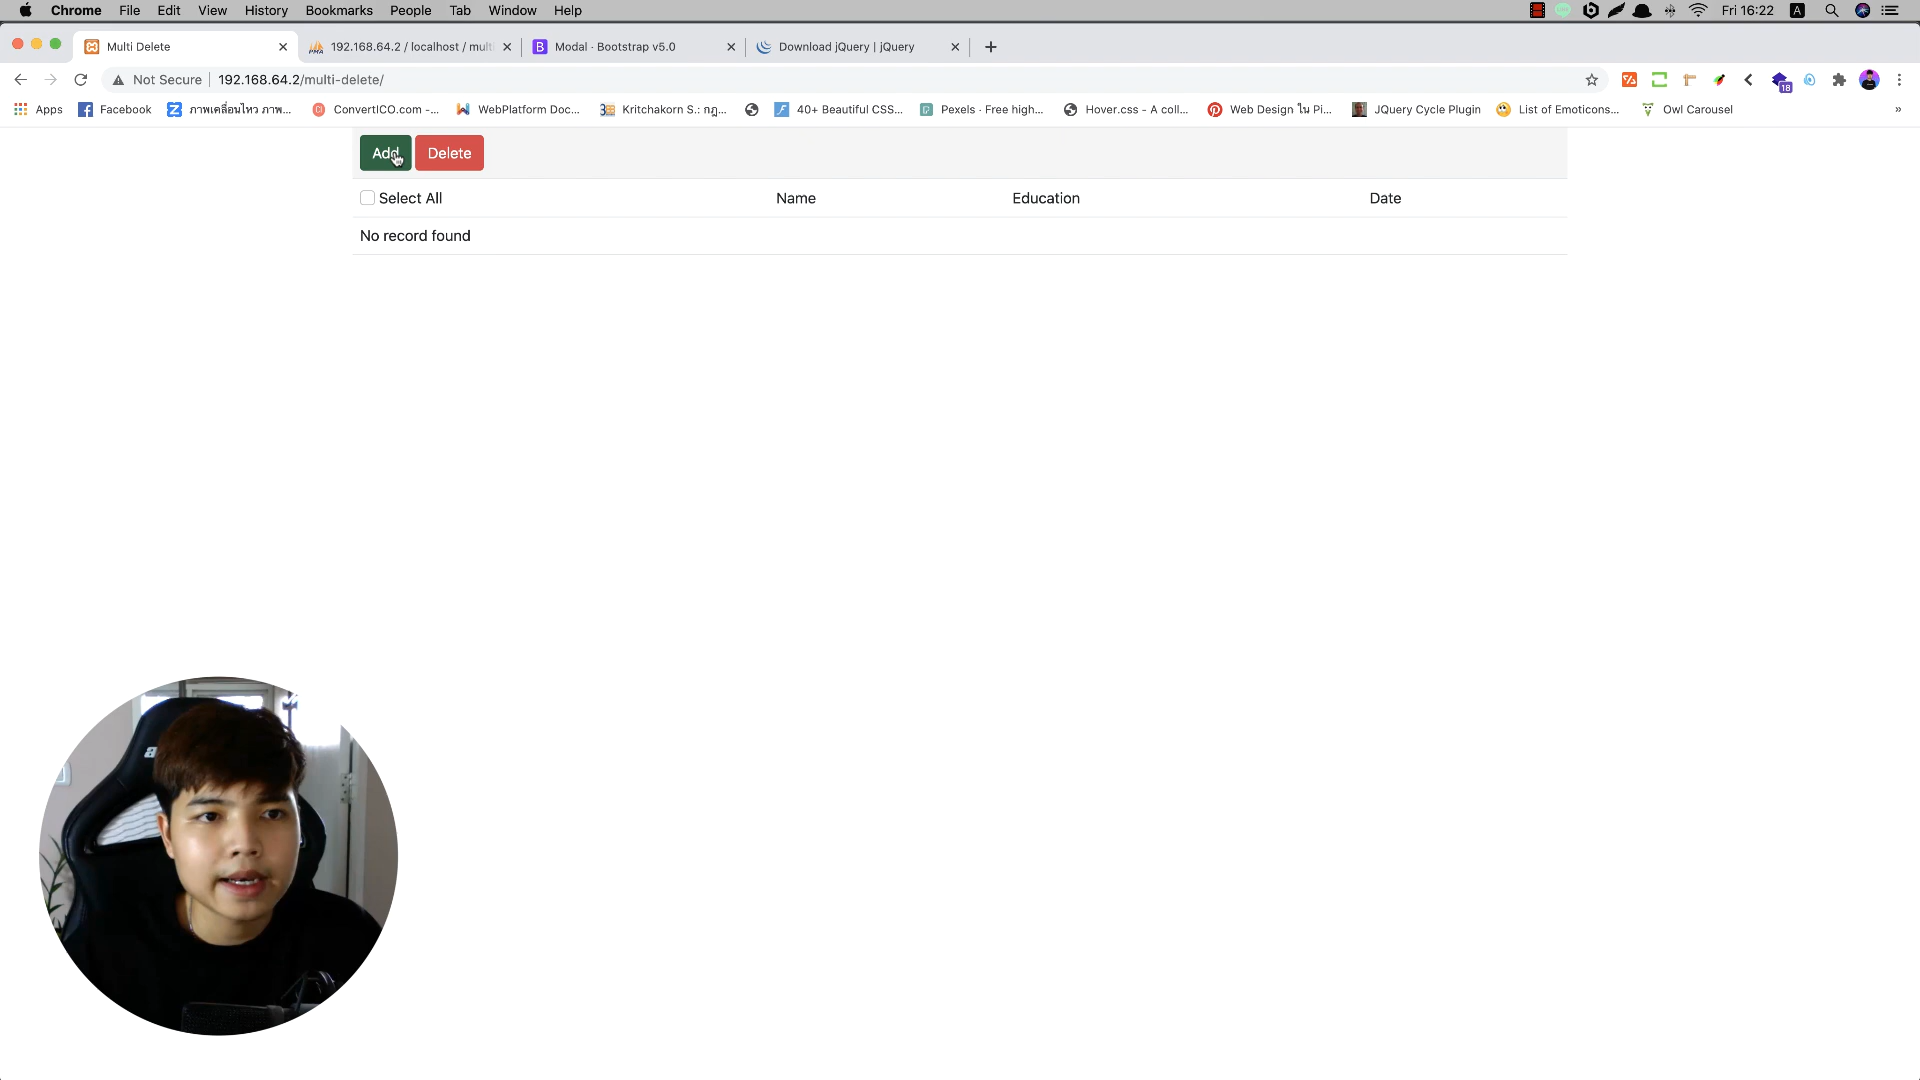 Chrome File Edit View History Bookmarks People Tab Window Help Fri 16:22 A
Multi Delete 192.168.64.2 / localhost / mult Modal · Bootstrap v5.0 Download jQuery | jQuery
Not Secure 192.168.64.2/multi-delete/ 18
Apps Facebook ภาพเคลื่อนไหว ภาพ... ConvertICO.com -... WebPlatform Doc... Kritchakorn S.: กฎ... 40+ Beautiful CSS... Pexels · Free high... Hover.css - A coll... Web Design ใน Pi... JQuery Cycle Plugin List of Emoticons... Owl Carousel »
Add Delete
Select All Name Education Date
No record found